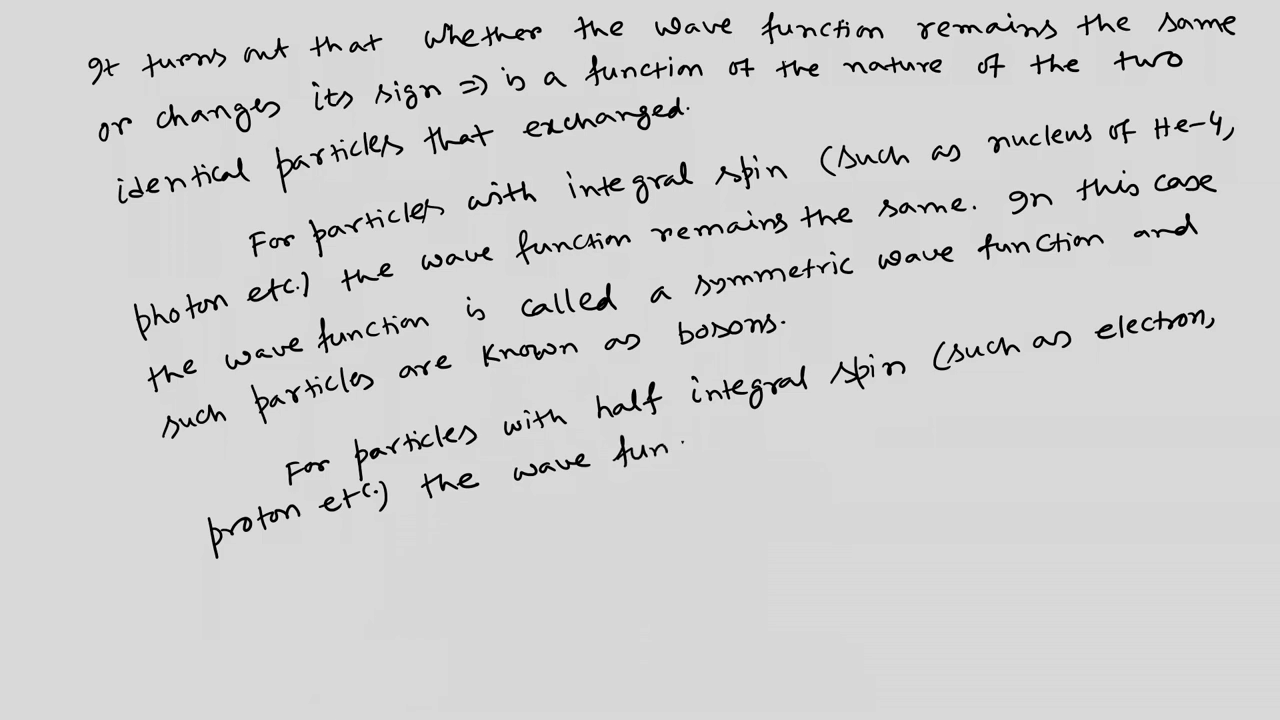 It turns out that whether the wave function remains the same
or changes its sign => is a function of the nature of the two
identical particles that exchanged.
For particles with integral spin (such as nucleus of He-4,
photon etc.) the wave function remains the same. In this case
the wave function is called a symmetric wave function and
such particles are known as bosons.
For particles with half integral spin (such as electron,
proton etc.) the wave fun